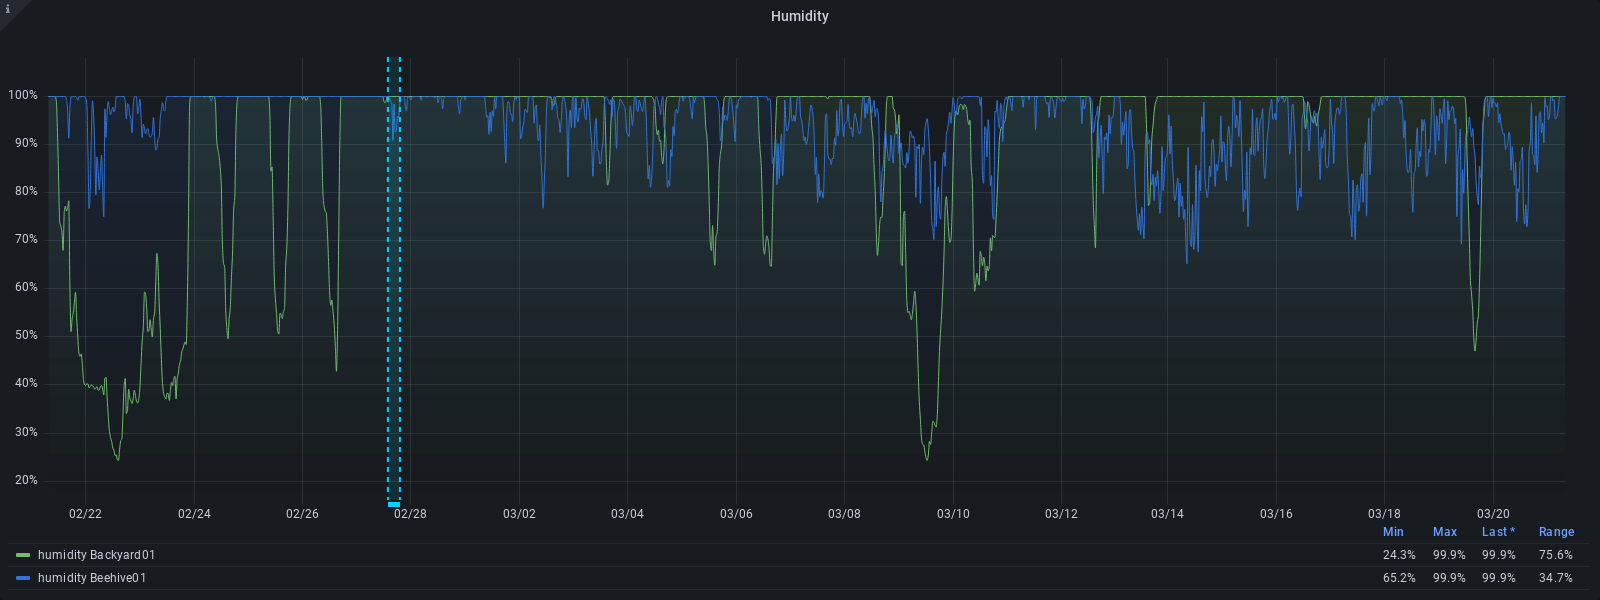 i
Humidity
100%
90%
80%
70%
60%
50%
40%
30%
20%
02/22 02/24 02/26 02/28 03/02 03/04 03/06 03/08 03/10 03/12 03/14 03/16 03/18 03/20
Min Max Last * Range
humidity Backyard01 24.3% 99.9% 99.9% 75.6%
humidity Beehive01 65.2% 99.9% 99.9% 34.7%